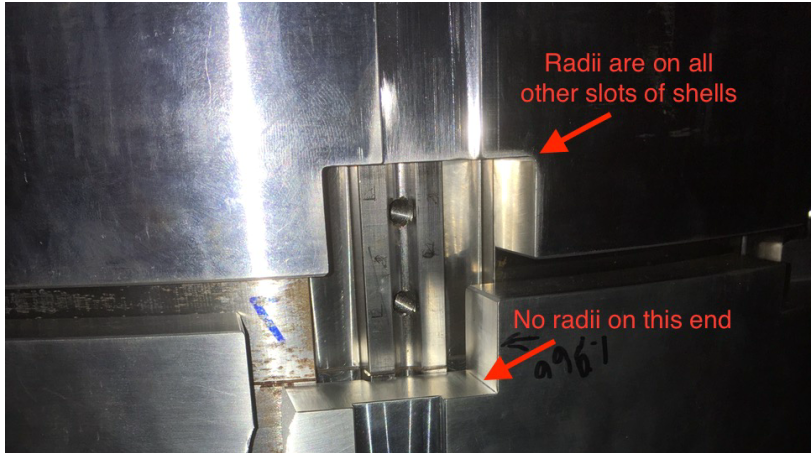 Radii are on all
other slots of shells
No radii on this end